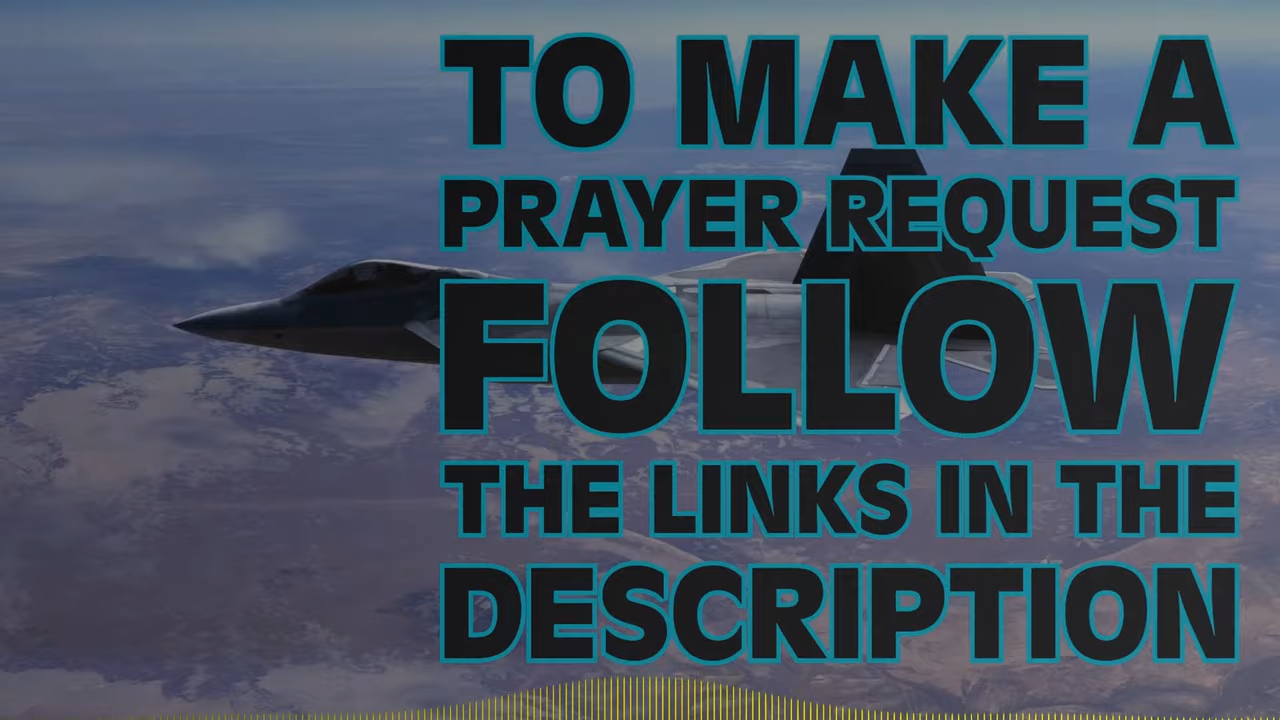 TO MAKE A
PRAYER REQUEST
FOLLOW
THE LINKS IN THE
DESCRIPTION